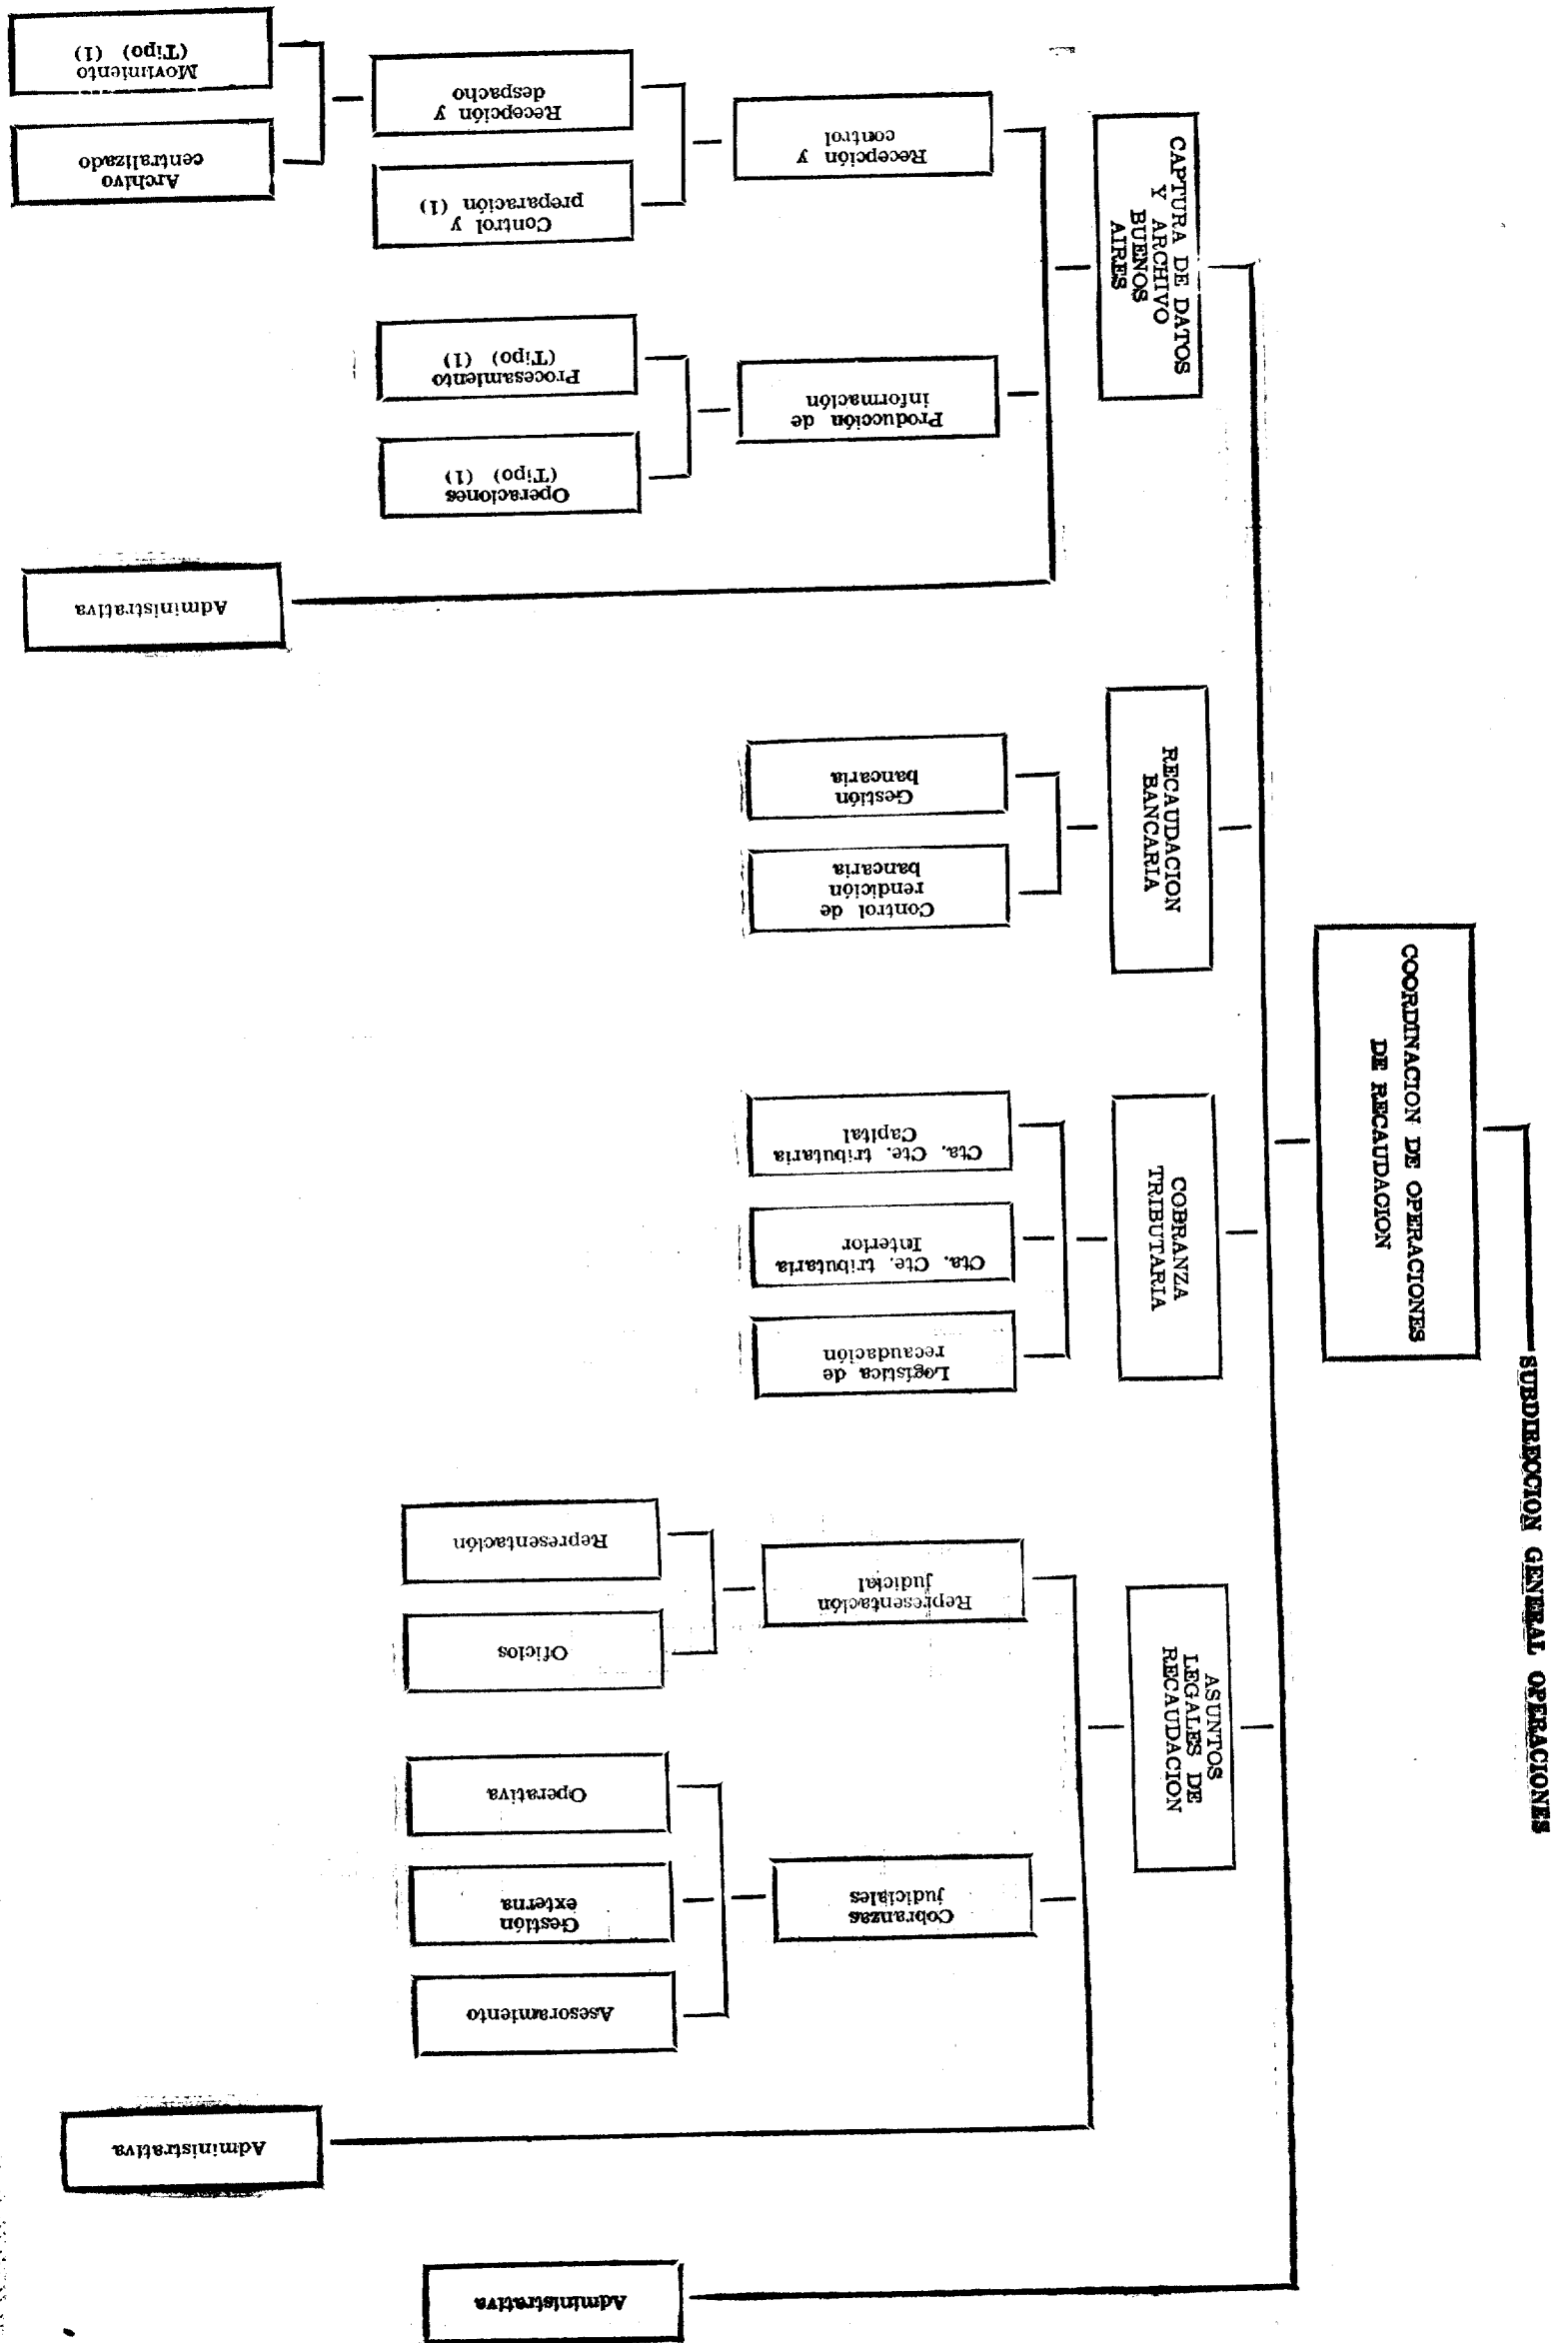 SUBDIRECCION GENERAL OPERACIONES
COORDINACION DE OPERACIONES
DE RECAUDACION
CAPTURA DE DATOS
Y ARCHIVO
BUENOS
AIRES
Recepción y
control
Recepción y
despacho
Movimiento
(Tipo) (1)
Archivo
centralizado
Control y
preparación (1)
Producción de
información
Procesamiento
(Tipo) (1)
Operaciones
(Tipo) (1)
Administrativa
RECAUDACION
BANCARIA
Gestión
bancaria
Control de
rendición
bancaria
COBRANZA
TRIBUTARIA
Cta. Cte. tributaria
Capital
Cta. Cte. tributaria
Interior
Logística de
recaudación
ASUNTOS
LEGALES DE
RECAUDACION
Representación
judicial
Representación
Oficios
Cobranzas
judiciales
Operativa
Gestión
externa
Asesoramiento
Administrativa
Administrativa